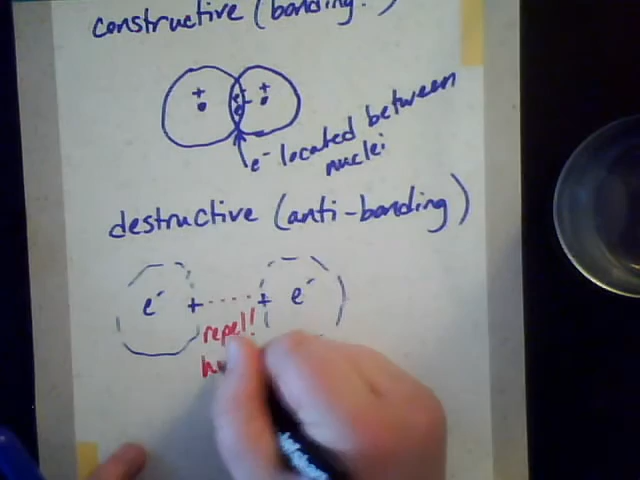 constructive (bonding!)
+ +
e⁻ located between
nuclei
destructive (anti-bonding)
e⁻ + ..... + e⁻
repel!